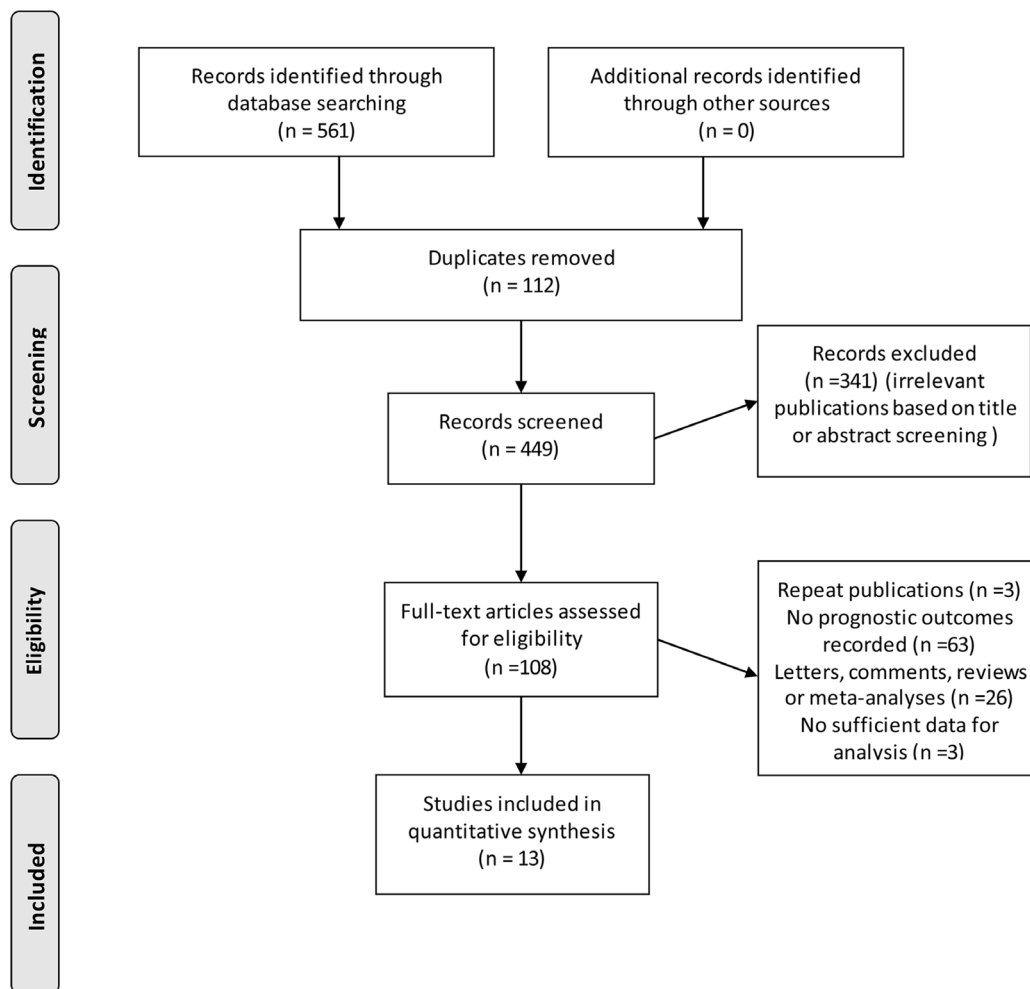 Identification
Records identified through
database searching
(n = 561)
Additional records identified
through other sources
(n = 0)
Duplicates removed
(n = 112)
Screening
Records screened
(n = 449)
Records excluded
(n =341) (irrelevant
publications based on title
or abstract screening )
Eligibility
Full-text articles assessed
for eligibility
(n =108)
Repeat publications (n =3)
No prognostic outcomes
recorded (n =63)
Letters, comments, reviews
or meta-analyses (n =26)
No sufficient data for
analysis (n =3)
Included
Studies included in
quantitative synthesis
(n = 13)